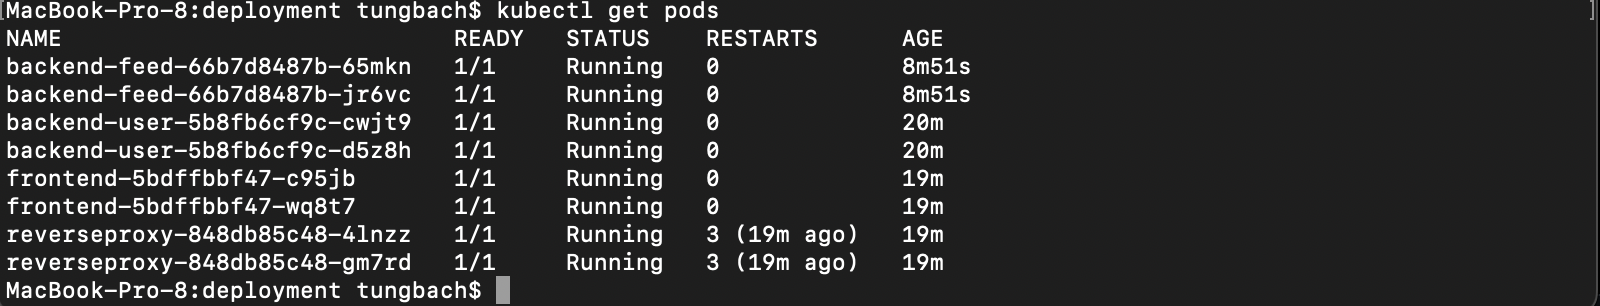 [MacBook-Pro-8:deployment tungbach$ kubectl get pods ]
NAME READY STATUS RESTARTS AGE
backend-feed-66b7d8487b-65mkn 1/1 Running 0 8m51s
backend-feed-66b7d8487b-jr6vc 1/1 Running 0 8m51s
backend-user-5b8fb6cf9c-cwjt9 1/1 Running 0 20m
backend-user-5b8fb6cf9c-d5z8h 1/1 Running 0 20m
frontend-5bdffbbf47-c95jb 1/1 Running 0 19m
frontend-5bdffbbf47-wq8t7 1/1 Running 0 19m
reverseproxy-848db85c48-4lnzz 1/1 Running 3 (19m ago) 19m
reverseproxy-848db85c48-gm7rd 1/1 Running 3 (19m ago) 19m
MacBook-Pro-8:deployment tungbach$